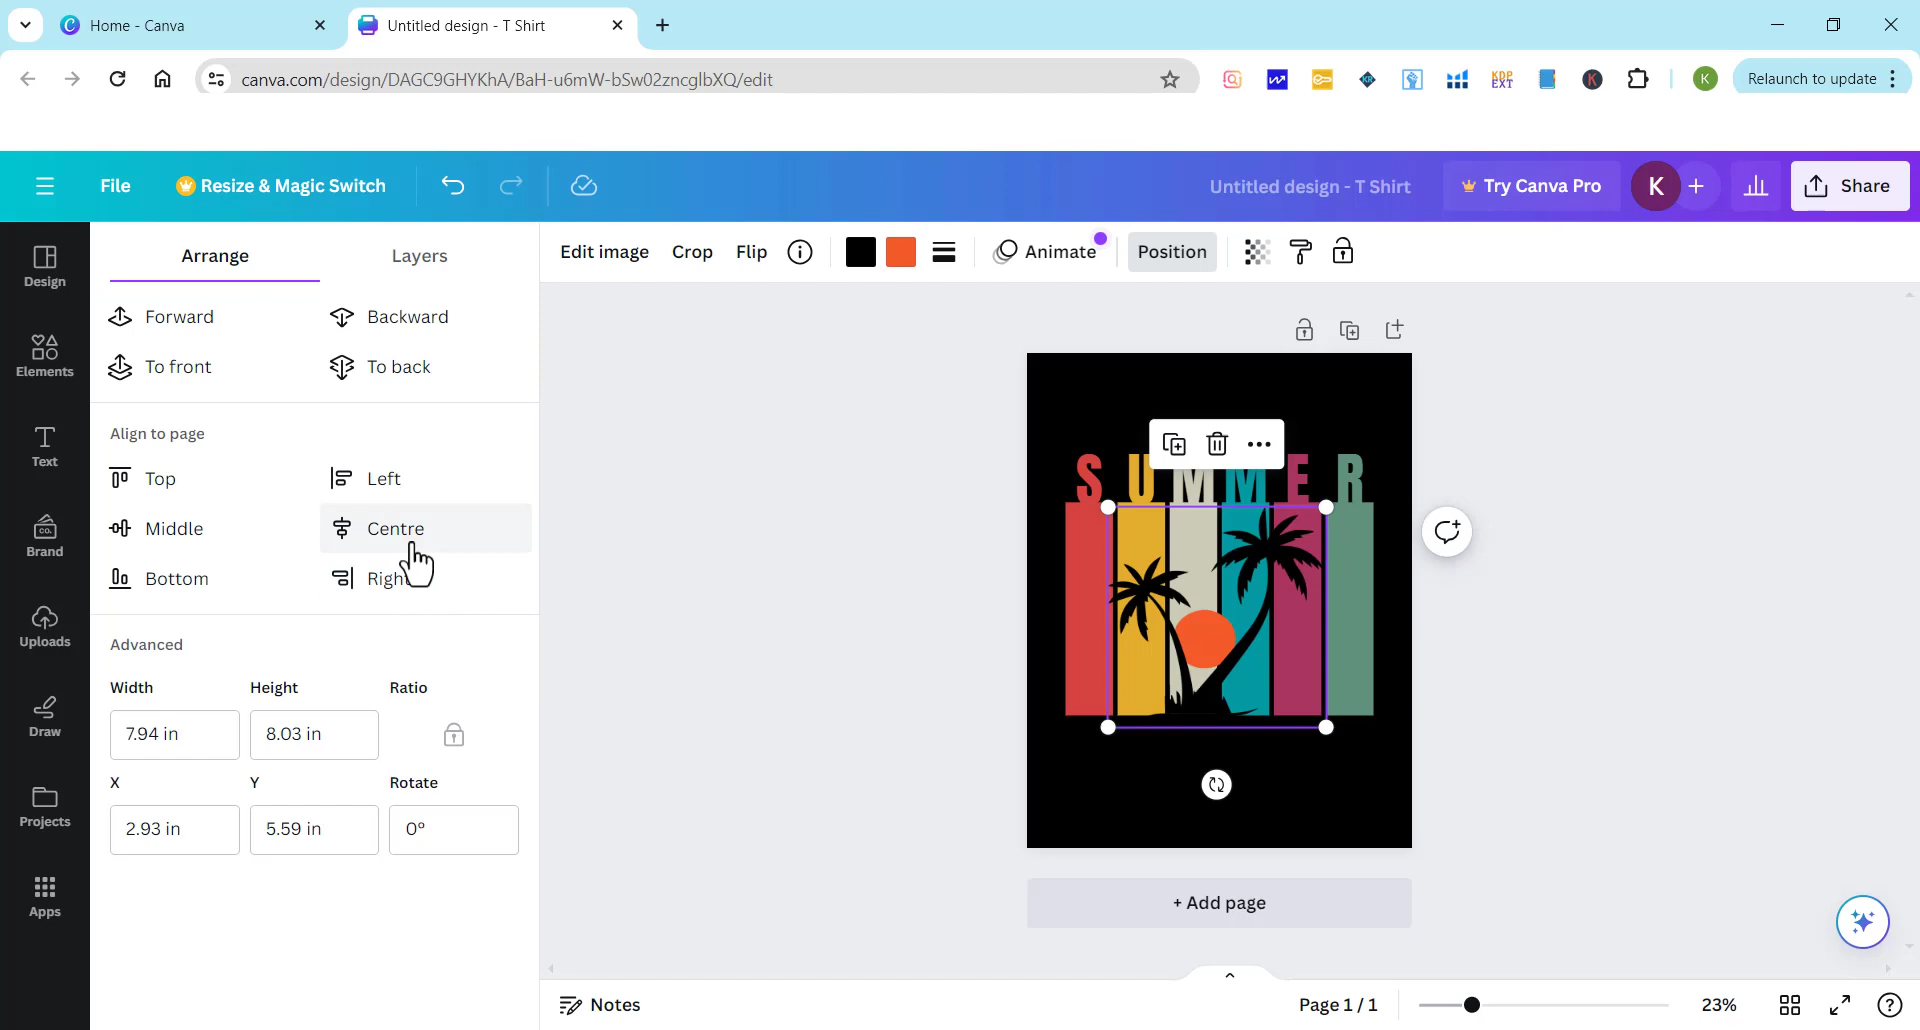 Home - Canva
Untitled design - T Shirt
canva.com/design/DAGC9GHYKhA/BaH-u6mW-bSw02zncglbXQ/edit
KDP
EXT
K
K
Relaunch to update
File
Resize & Magic Switch
Untitled design - T Shirt
Try Canva Pro
K
Share
Design
Elements
Text
Brand
Uploads
Draw
Projects
Apps
Arrange
Layers
Forward
Backward
To front
To back
Align to page
Top
Left
Middle
Centre
Bottom
Right
Advanced
Width
Height
Ratio
7.94 in
8.03 in
X
Y
Rotate
2.93 in
5.59 in
0°
Edit image
Crop
Flip
Animate
Position
SUMMER
+ Add page
Notes
Page 1 / 1
23%